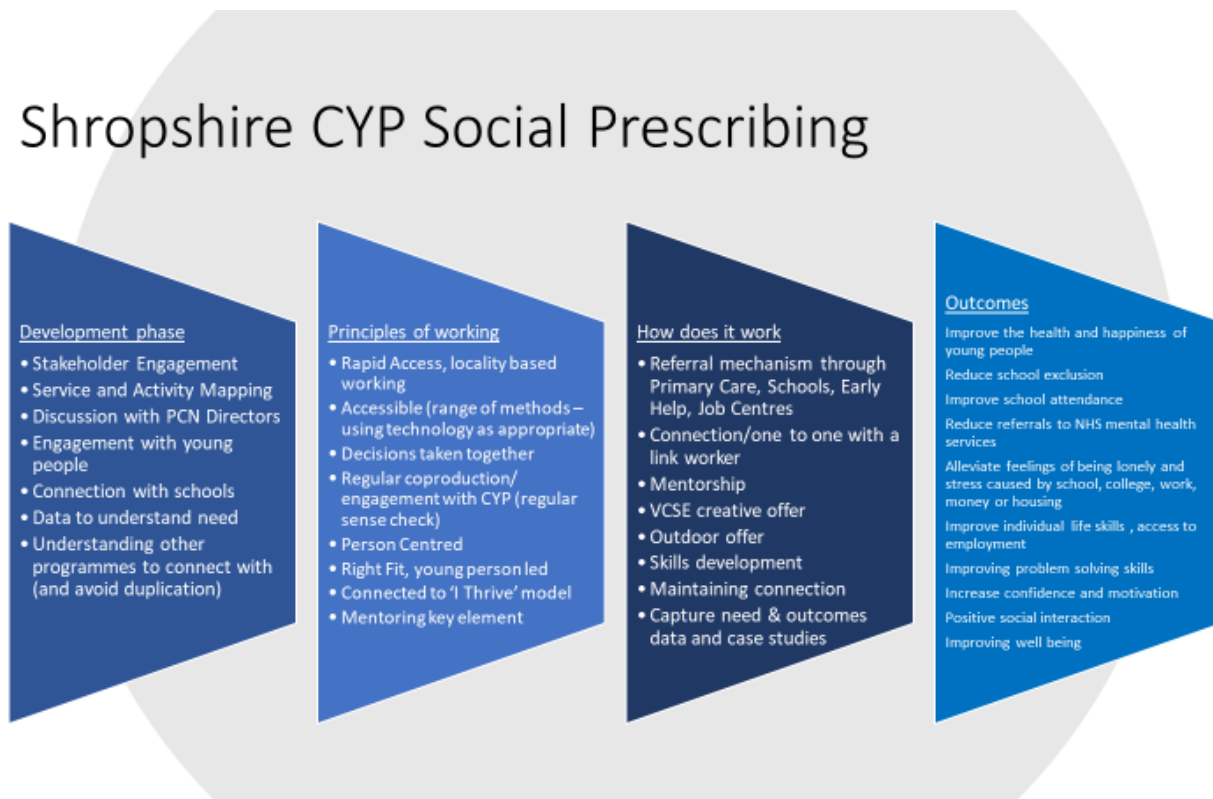 Shropshire CYP Social Prescribing
Development phase
• Stakeholder Engagement
• Service and Activity Mapping
• Discussion with PCN Directors
• Engagement with young
people
• Connection with schools
• Data to understand need
• Understanding other
programmes to connect with
(and avoid duplication)
Principles of working
• Rapid Access, locality based
working
• Accessible (range of methods –
using technology as appropriate)
• Decisions taken together
• Regular coproduction/
engagement with CYP (regular
sense check)
• Person Centred
• Right Fit, young person led
• Connected to ‘I Thrive’ model
• Mentoring key element
How does it work
• Referral mechanism through
Primary Care, Schools, Early
Help, Job Centres
• Connection/one to one with a
link worker
• Mentorship
• VCSE creative offer
• Outdoor offer
• Skills development
• Maintaining connection
• Capture need & outcomes
data and case studies
Outcomes
Improve the health and happiness of
young people
Reduce school exclusion
Improve school attendance
Reduce referrals to NHS mental health
services
Alleviate feelings of being lonely and
stress caused by school, college, work,
money or housing
Improve individual life skills , access to
employment
Improving problem solving skills
Increase confidence and motivation
Positive social interaction
Improving well being